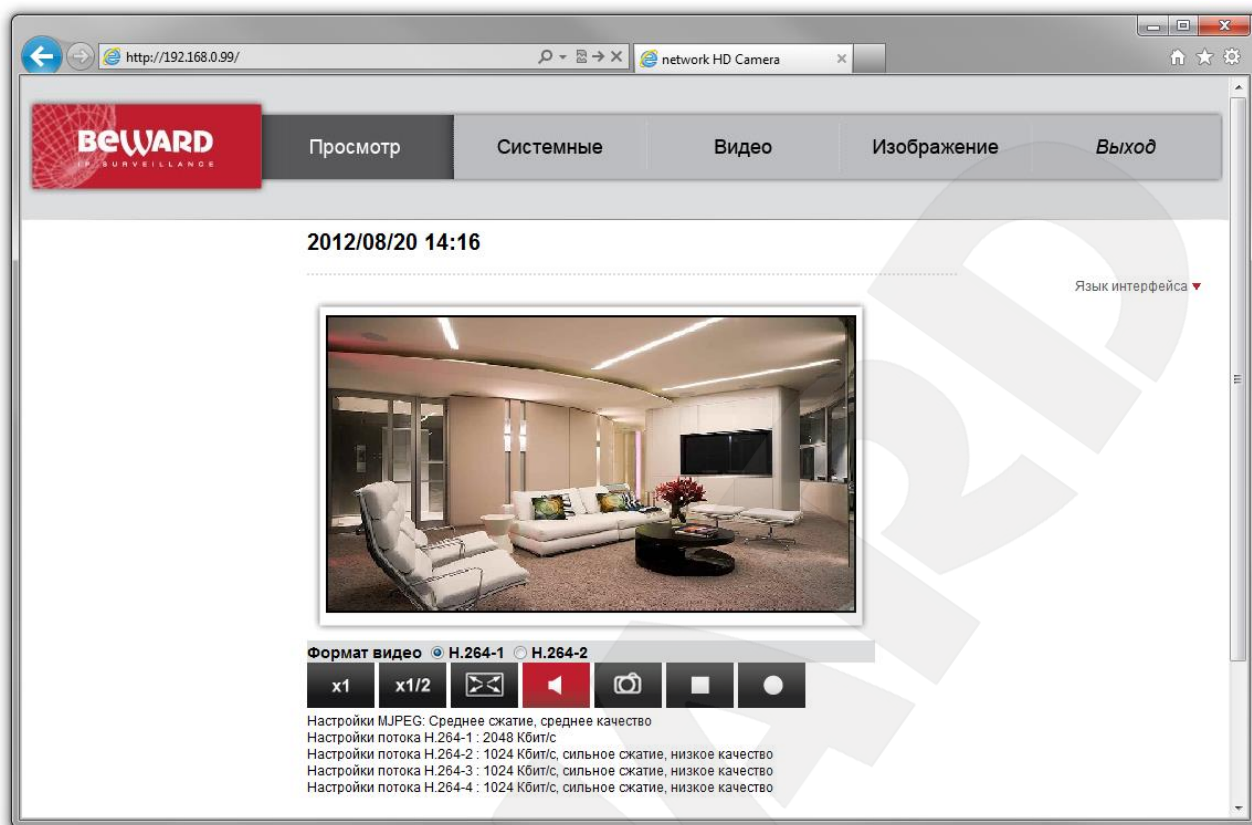 http://192.168.0.99/
network HD Camera
BEWARD
IP SURVEILLANCE
Просмотр
Системные
Видео
Изображение
Выход
2012/08/20 14:16
Язык интерфейса
Формат видео H.264-1 H.264-2
x1 x1/2
Настройки MJPEG: Среднее сжатие, среднее качество
Настройки потока H.264-1 : 2048 Кбит/с
Настройки потока H.264-2 : 1024 Кбит/с, сильное сжатие, низкое качество
Настройки потока H.264-3 : 1024 Кбит/с, сильное сжатие, низкое качество
Настройки потока H.264-4 : 1024 Кбит/с, сильное сжатие, низкое качество